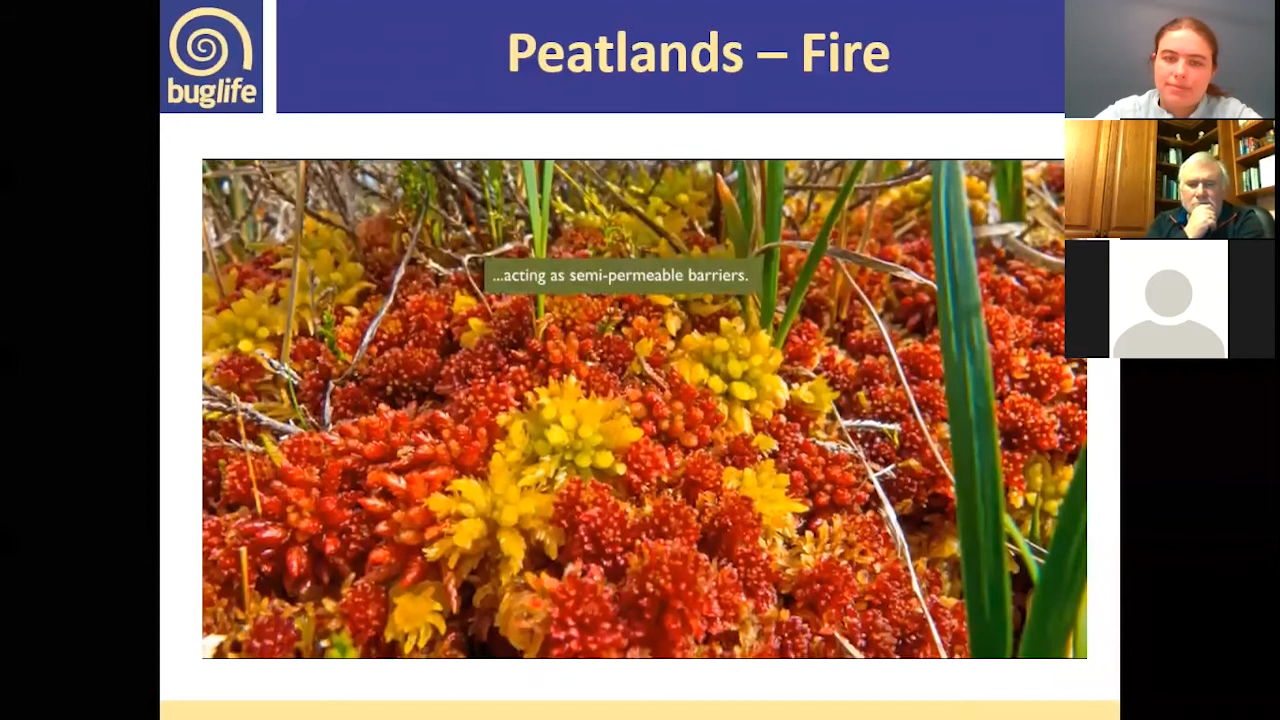 buglife
Peatlands – Fire
...acting as semi-permeable barriers.